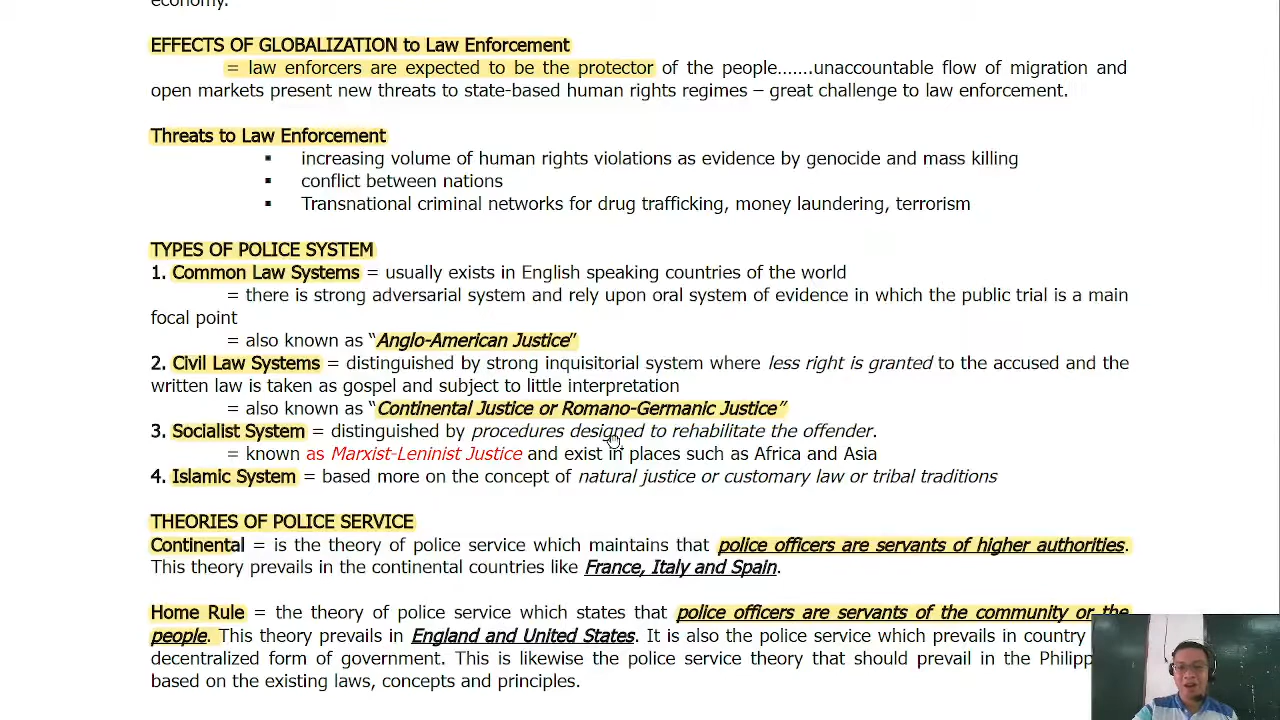 economy.
EFFECTS OF GLOBALIZATION to Law Enforcement
= law enforcers are expected to be the protector of the people…….unaccountable flow of migration and
open markets present new threats to state-based human rights regimes – great challenge to law enforcement.
Threats to Law Enforcement
▪ increasing volume of human rights violations as evidence by genocide and mass killing
▪ conflict between nations
▪ Transnational criminal networks for drug trafficking, money laundering, terrorism
TYPES OF POLICE SYSTEM
1. Common Law Systems = usually exists in English speaking countries of the world
= there is strong adversarial system and rely upon oral system of evidence in which the public trial is a main
focal point
= also known as “Anglo-American Justice”
2. Civil Law Systems = distinguished by strong inquisitorial system where less right is granted to the accused and the
written law is taken as gospel and subject to little interpretation
= also known as “Continental Justice or Romano-Germanic Justice”
3. Socialist System = distinguished by procedures designed to rehabilitate the offender.
= known as Marxist-Leninist Justice and exist in places such as Africa and Asia
4. Islamic System = based more on the concept of natural justice or customary law or tribal traditions
THEORIES OF POLICE SERVICE
Continental = is the theory of police service which maintains that police officers are servants of higher authorities.
This theory prevails in the continental countries like France, Italy and Spain.
Home Rule = the theory of police service which states that police officers are servants of the community or the
people. This theory prevails in England and United States. It is also the police service which prevails in country
decentralized form of government. This is likewise the police service theory that should prevail in the Philipp
based on the existing laws, concepts and principles.